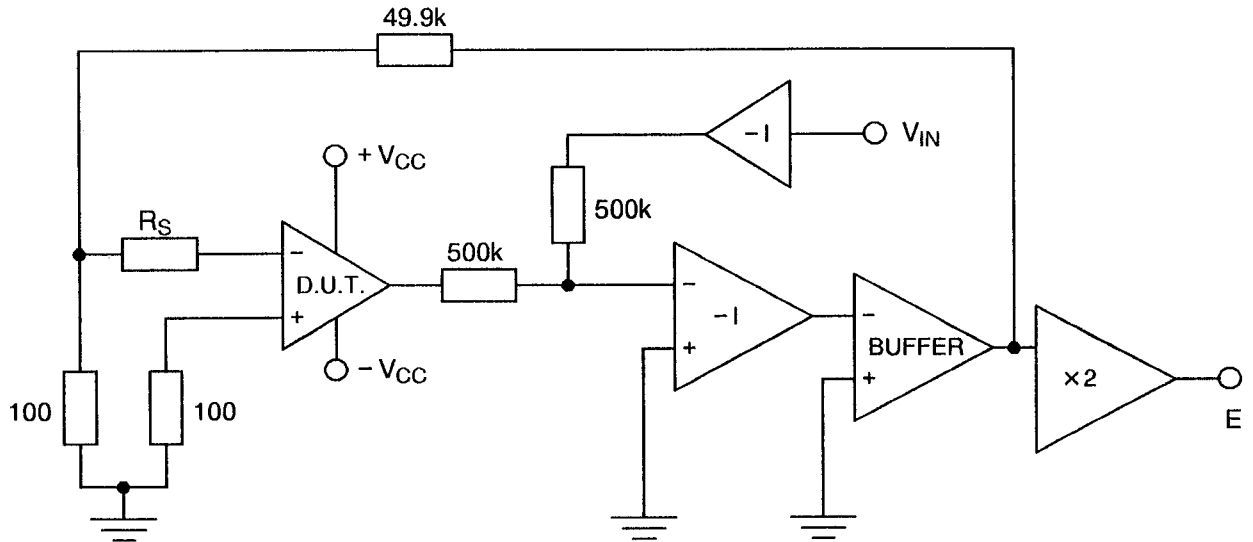 49.9k
-1
VIN
+ VCC
500k
RS
500k
-
D.U.T.
+
- VCC
-
-1
+
-
BUFFER
+
×2
E
100
100